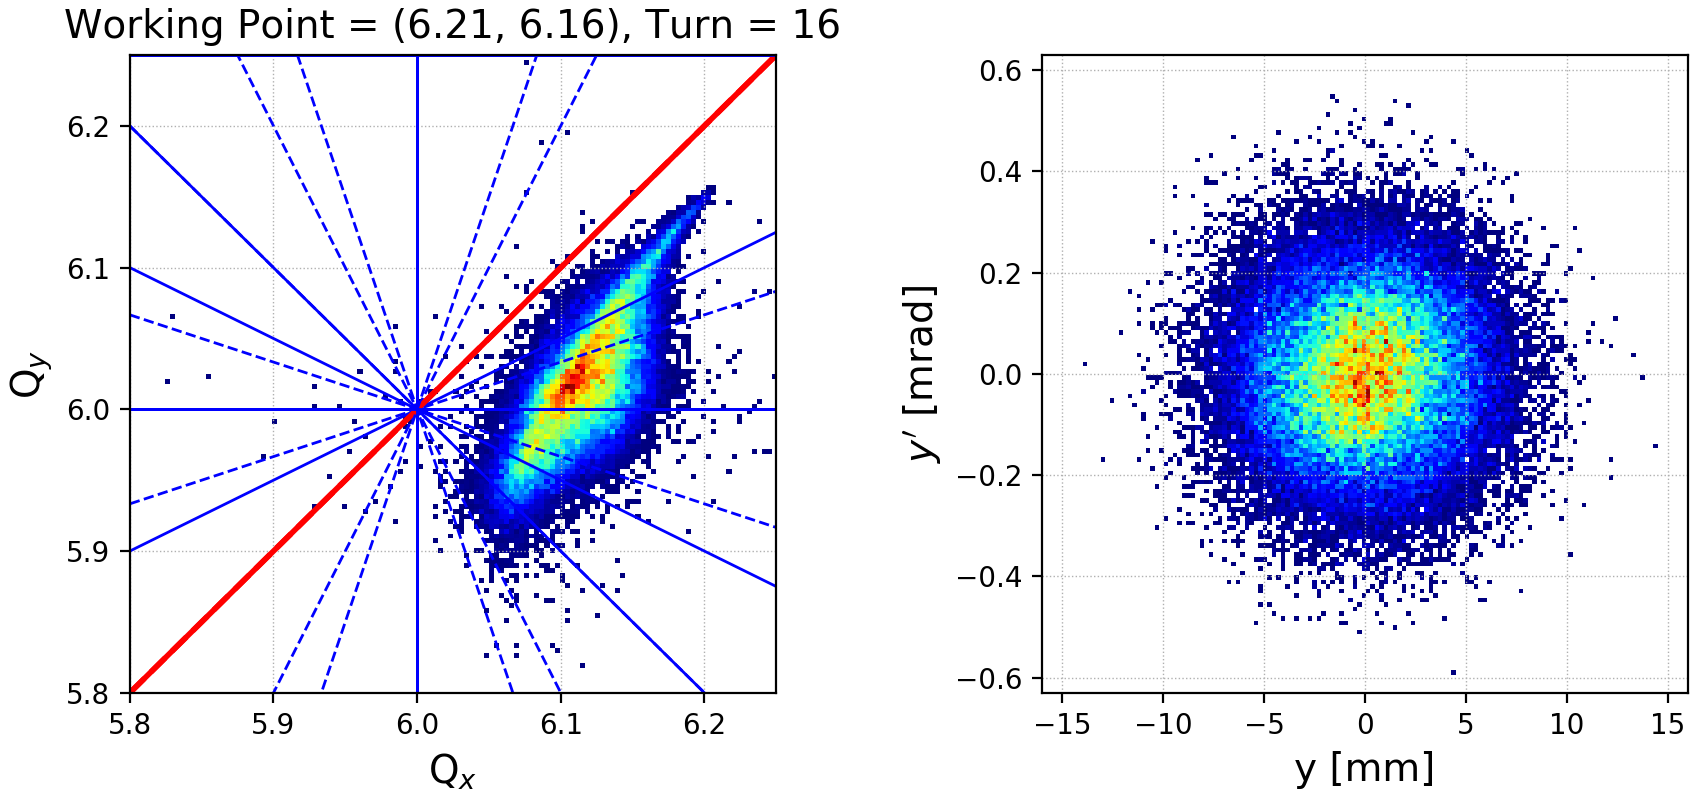 Working Point = (6.21, 6.16), Turn = 16
6.2
6.1
6.0
5.9
5.8
Qy
5.8 5.9 6.0 6.1 6.2
Qx
0.6
0.4
0.2
0.0
−0.2
−0.4
−0.6
y′ [mrad]
−15 −10 −5 0 5 10 15
y [mm]